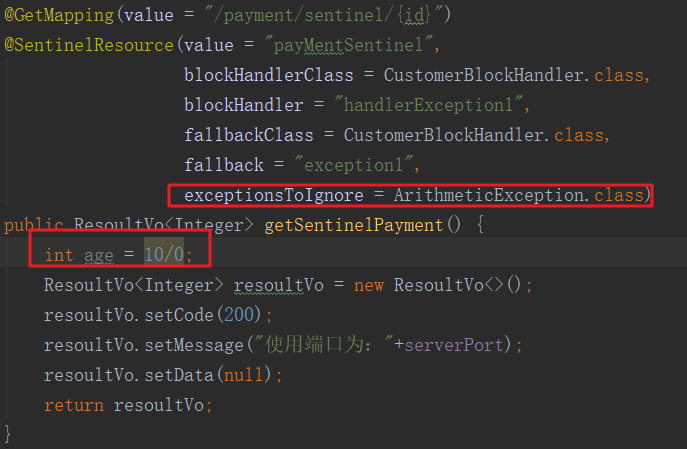 @GetMapping(value = "/payment/sentinel/{id}")
@SentinelResource(value = "payMentSentinel",
blockHandlerClass = CustomerBlockHandler.class,
blockHandler = "handlerException1",
fallbackClass = CustomerBlockHandler.class,
fallback = "exception1",
exceptionsToIgnore = ArithmeticException.class)
public ResoultVo<Integer> getSentinelPayment() {
int age = 10/0;
ResoultVo<Integer> resoultVo = new ResoultVo<>();
resoultVo.setCode(200);
resoultVo.setMessage("使用端口为："+serverPort);
resoultVo.setData(null);
return resoultVo;
}